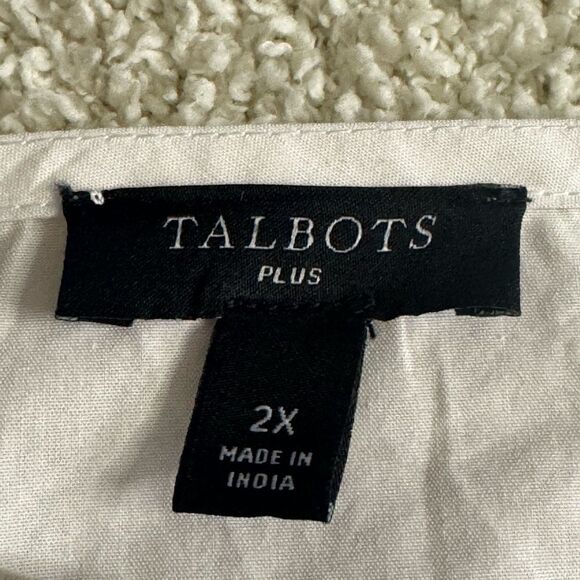 TALBOTS
PLUS
2X
MADE IN
INDIA